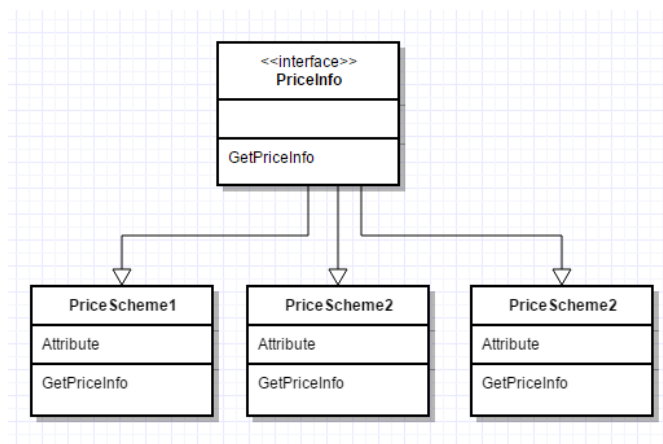 <<interface>>
PriceInfo
GetPriceInfo
PriceScheme1
Attribute
GetPriceInfo
PriceScheme2
Attribute
GetPriceInfo
PriceScheme2
Attribute
GetPriceInfo